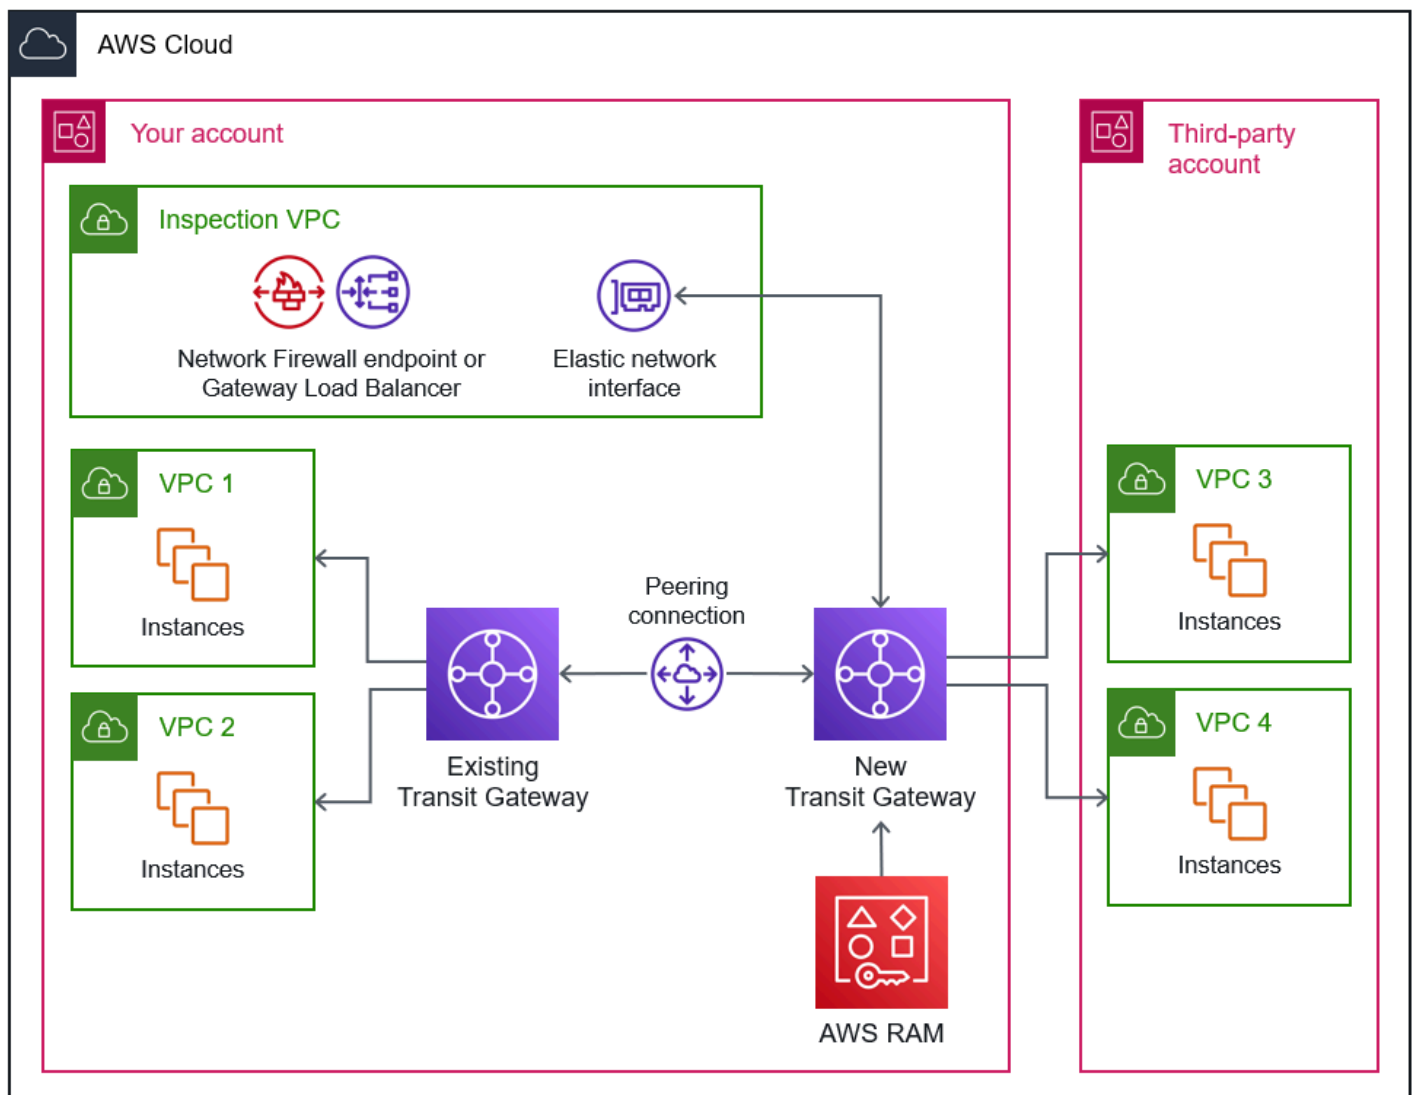 AWS Cloud
Your account
Third-party
account
Inspection VPC
Network Firewall endpoint or
Gateway Load Balancer
Elastic network
interface
VPC 1
Instances
VPC 2
Instances
Peering
connection
Existing
Transit Gateway
New
Transit Gateway
AWS RAM
VPC 3
Instances
VPC 4
Instances